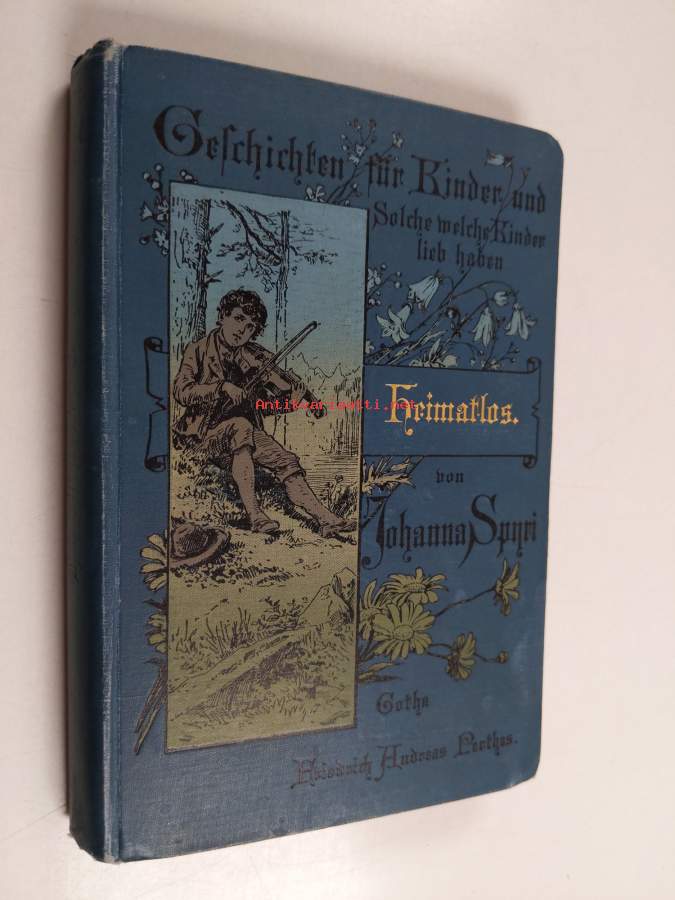 Geschichten für Kinder und
Solche welche Kinder
lieb haben
Antikvariaatti.net
Heimatlos.
von
Johanna Spyri
Gotha
Friedrich Andreas Perthes.